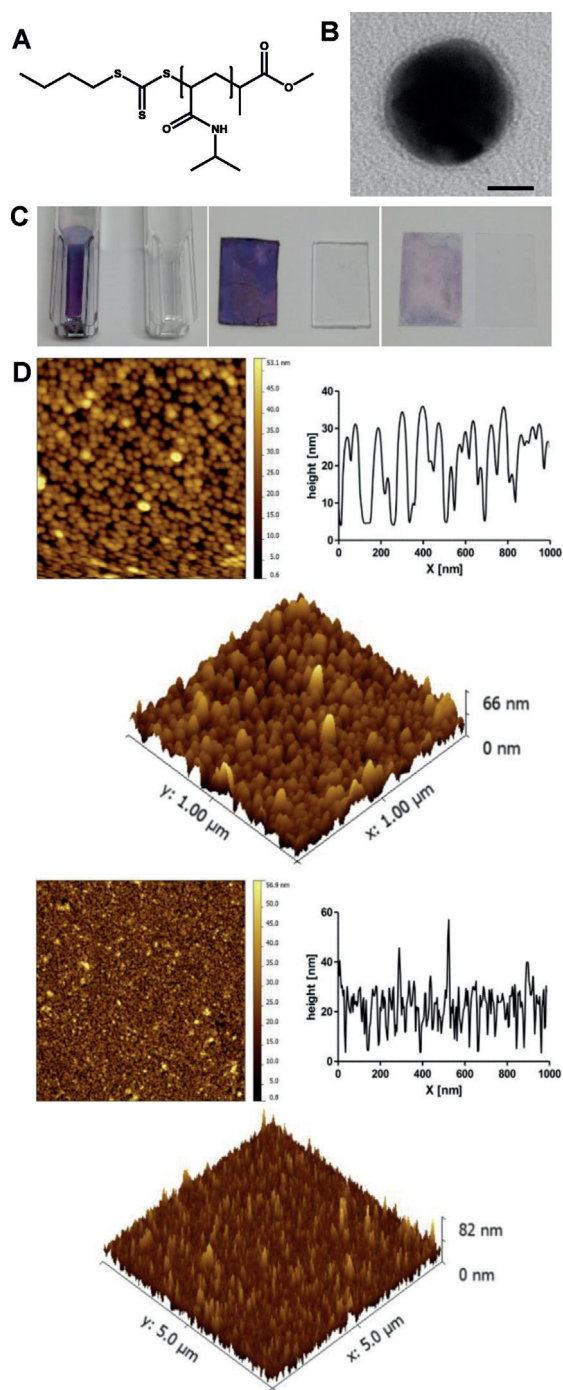 A
B
O
S
S
O
S
O
NH
C
D
53.1 nm
45.0
40.0
35.0
30.0
25.0
20.0
15.0
10.0
5.0
0.6
height [nm]
40
30
20
10
0
0 200 400 600 800 1000
X [nm]
66 nm
0 nm
y: 1.00 µm
x: 1.00 µm
56.9 nm
50.0
45.0
40.0
35.0
30.0
25.0
20.0
15.0
10.0
5.0
0.8
height [nm]
60
40
20
0
0 200 400 600 800 1000
X [nm]
82 nm
0 nm
y: 5.0 µm
x: 5.0 µm